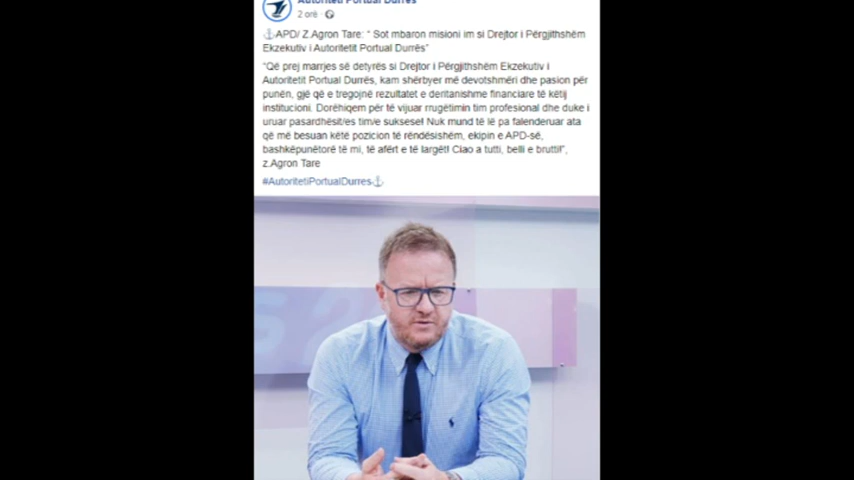 Autoriteti Portual Durrës
2 orë ·
⚓APD/ Z.Agron Tare: “ Sot mbaron misioni im si Drejtor i Përgjithshëm
Ekzekutiv i Autoritetit Portual Durrës”
“Që prej marrjes së detyrës si Drejtor i Përgjithshëm Ekzekutiv i
Autoritetit Portual Durrës, kam shërbyer më devotshmëri dhe pasion për
punën, gjë që e tregojnë rezultatet e deritanishme financiare të këtij
institucioni. Dorëhiqem për të vijuar rrugëtimin tim profesional dhe duke i
uruar pasardhësit/es tim/e suksese! Nuk mund të lë pa falenderuar ata
që më besuan këtë pozicion të rëndësishëm, ekipin e APD-së,
bashkëpunëtorë të mi, të afërt e të largët! Ciao a tutti, belli e brutti!”,
z.Agron Tare
#AutoritetiPortualDurres⚓